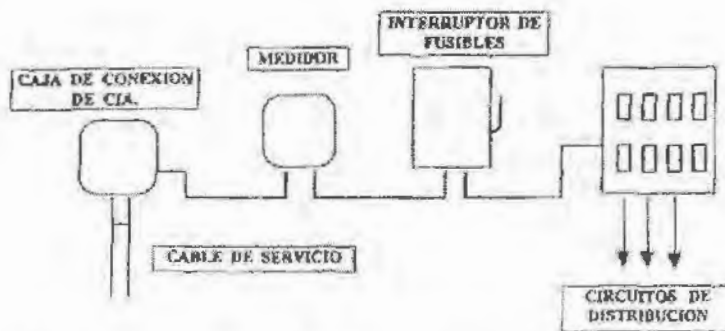 INTERRUPTOR DE
FUSIBLES
MEDIDOR
CAJA DE CONEXION
DE CIA.
CABLE DE SERVICIO
CIRCUITOS DE
DISTRIBUCION